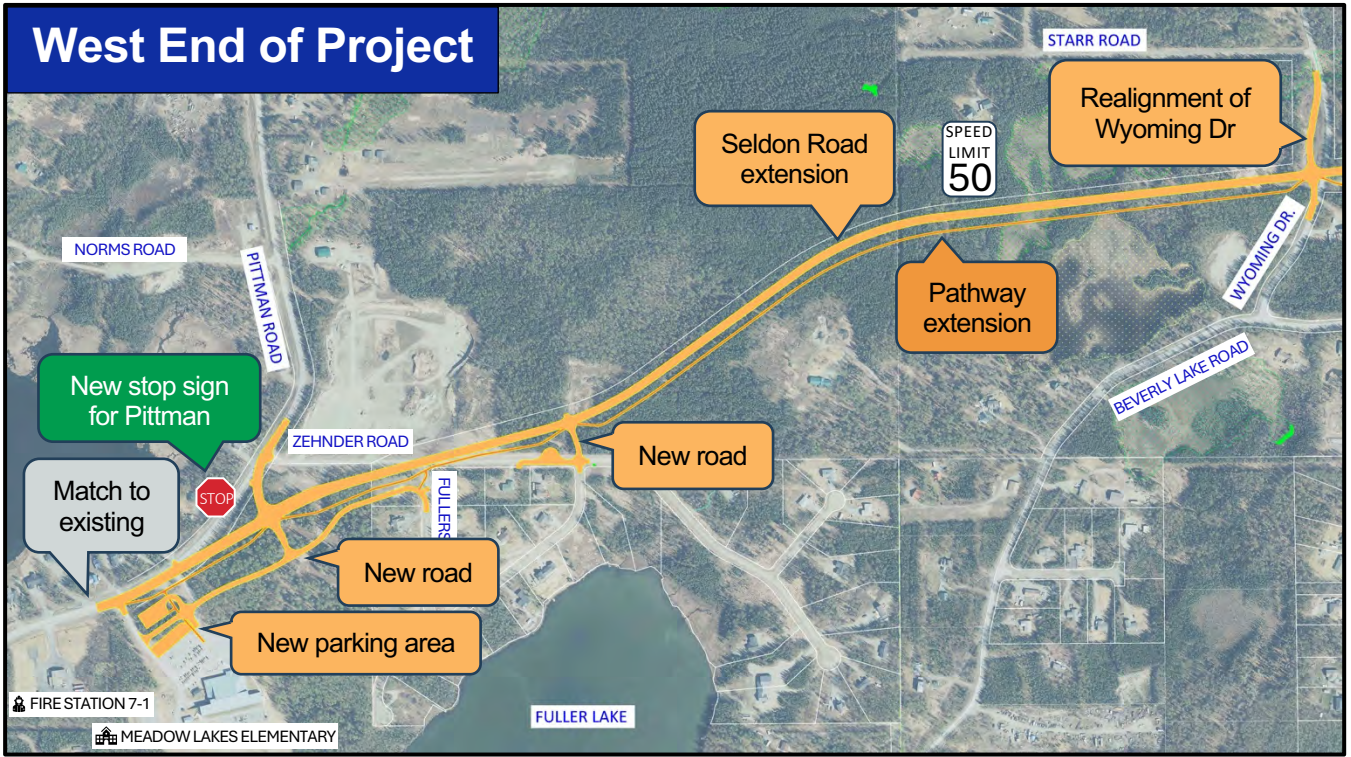 West End of Project
STARR ROAD
Realignment of
Wyoming Dr
SPEED
LIMIT
50
Seldon Road
extension
NORMS ROAD
PITTMAN ROAD
WYOMING DR.
Pathway
extension
BEVERLY LAKE ROAD
New stop sign
for Pittman
ZEHNDER ROAD
New road
Match to
existing
STOP
FULLERS
New road
New parking area
FIRE STATION 7-1
MEADOW LAKES ELEMENTARY
FULLER LAKE